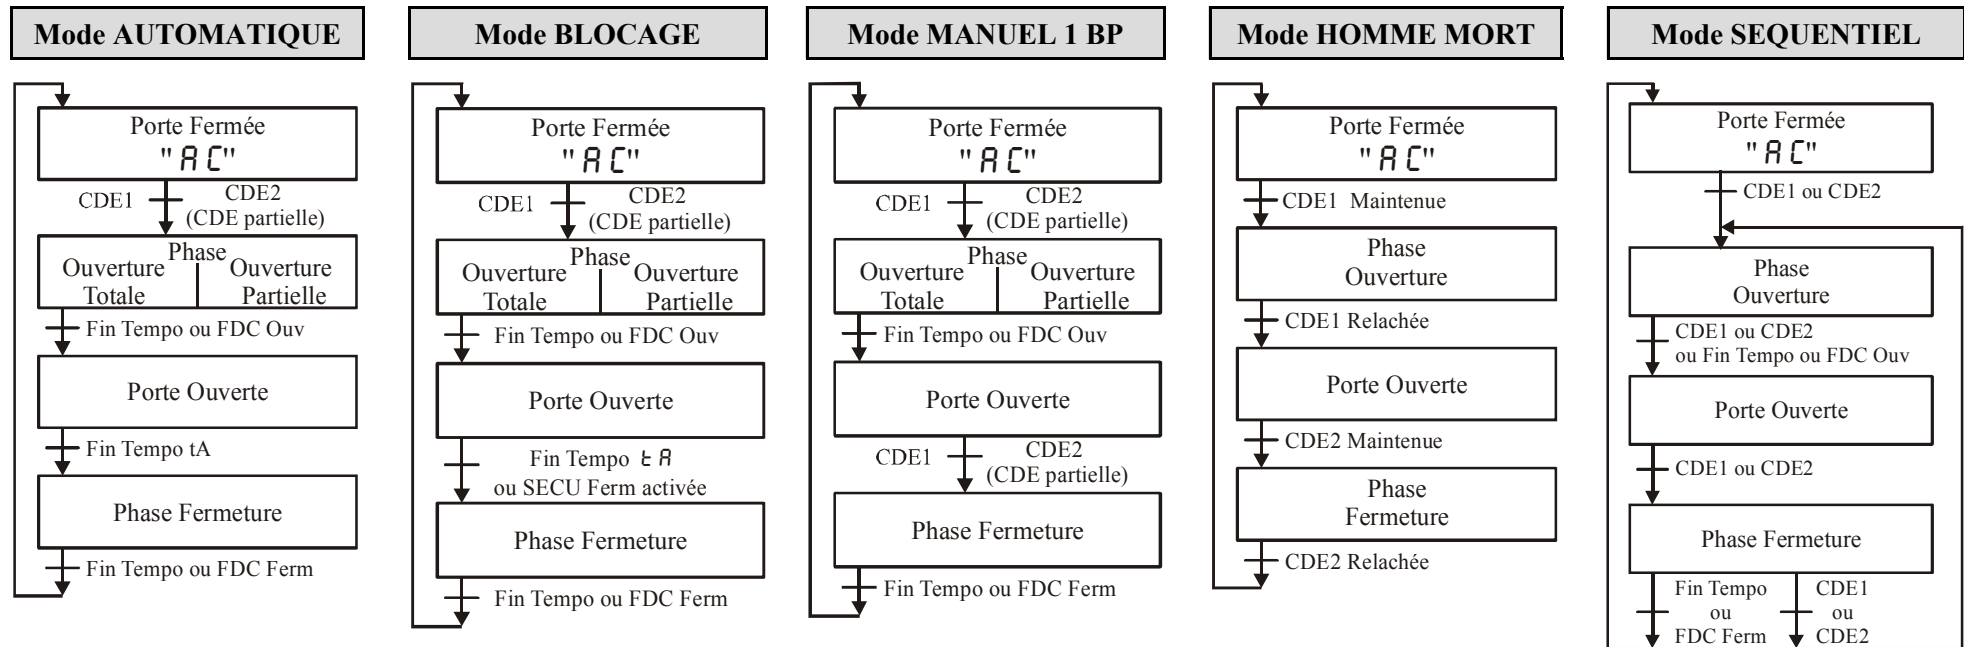 Mode AUTOMATIQUE
Porte Fermée
" AC"
CDE1
CDE2
(CDE partielle)
Phase
Ouverture Totale
Ouverture Partielle
Fin Tempo ou FDC Ouv
Porte Ouverte
Fin Tempo tA
Phase Fermeture
Fin Tempo ou FDC Ferm
Mode BLOCAGE
Porte Fermée
" AC"
CDE1
CDE2
(CDE partielle)
Phase
Ouverture Totale
Ouverture Partielle
Fin Tempo ou FDC Ouv
Porte Ouverte
Fin Tempo tA
ou SECU Ferm activée
Phase Fermeture
Fin Tempo ou FDC Ferm
Mode MANUEL 1 BP
Porte Fermée
" AC"
CDE1
CDE2
(CDE partielle)
Phase
Ouverture Totale
Ouverture Partielle
Fin Tempo ou FDC Ouv
Porte Ouverte
CDE1
CDE2
(CDE partielle)
Phase Fermeture
Fin Tempo ou FDC Ferm
Mode HOMME MORT
Porte Fermée
" AC"
CDE1 Maintenue
Phase
Ouverture
CDE1 Relachée
Porte Ouverte
CDE2 Maintenue
Phase
Fermeture
CDE2 Relachée
Mode SEQUENTIEL
Porte Fermée
" AC"
CDE1 ou CDE2
Phase
Ouverture
CDE1 ou CDE2
ou Fin Tempo ou FDC Ouv
Porte Ouverte
CDE1 ou CDE2
Phase Fermeture
Fin Tempo
ou
FDC Ferm
CDE1
ou
CDE2